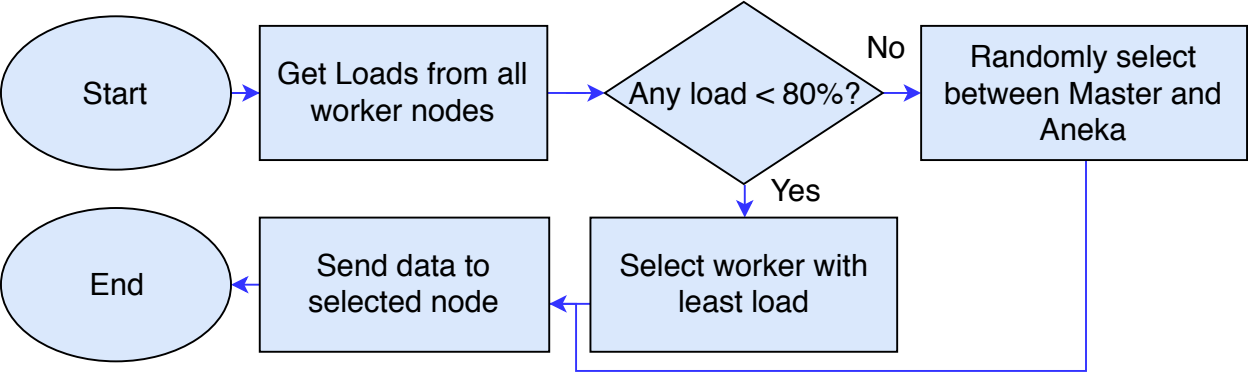 Start
Get Loads from all
worker nodes
Any load < 80%?
No
Randomly select
between Master and
Aneka
Yes
Select worker with
least load
Send data to
selected node
End